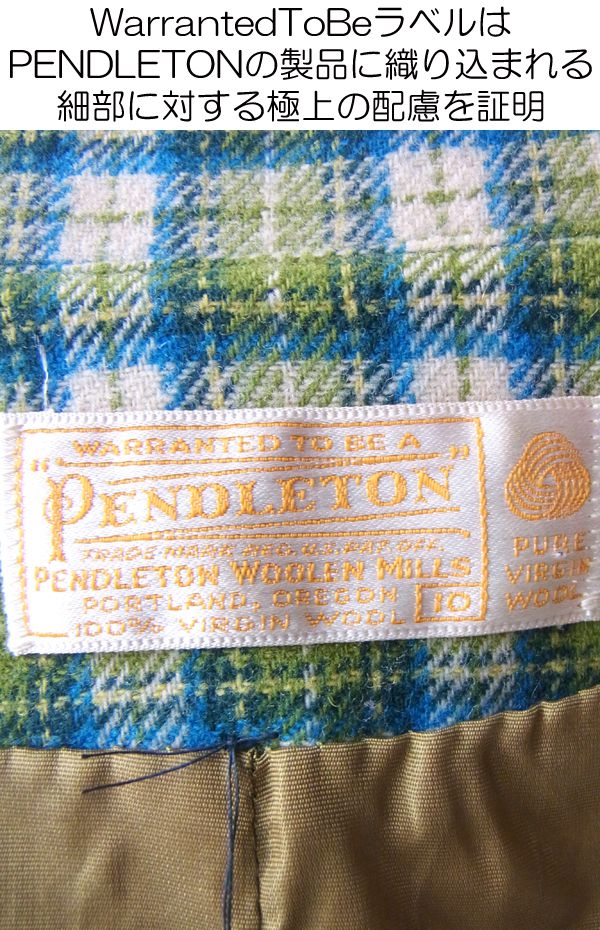 WarrantedToBeラベルは
PENDLETONの製品に織り込まれる
細部に対する極上の配慮を証明
WARRANTED TO BE A
"PENDLETON"
TRADE-MARK REG. U.S. PAT. OFF.
PENDLETON WOOLEN MILLS
PORTLAND, OREGON
10
100% VIRGIN WOOL
PURE
VIRGIN
WOOL